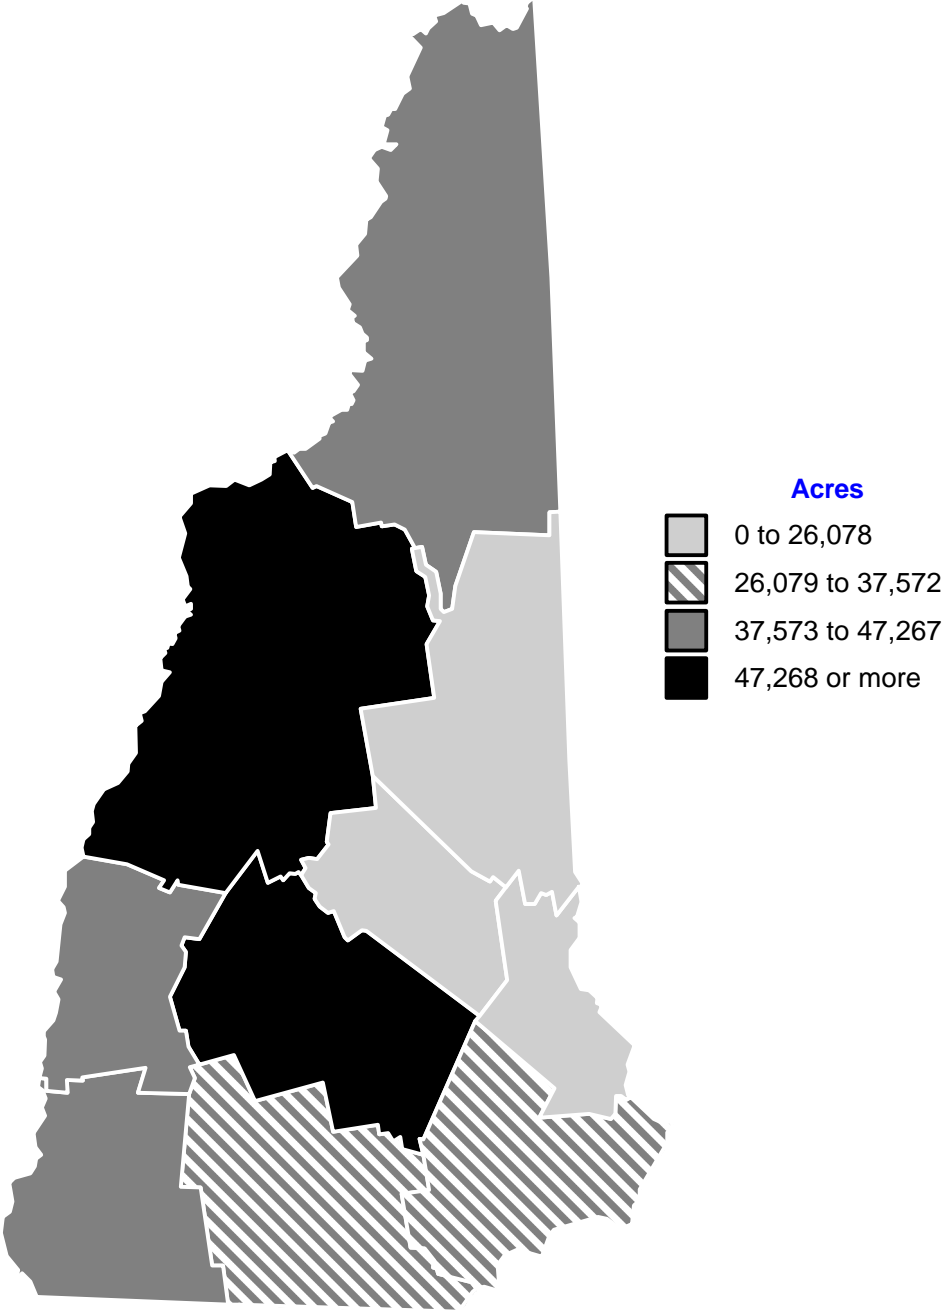 Acres
0 to 26,078
26,079 to 37,572
37,573 to 47,267
47,268 or more